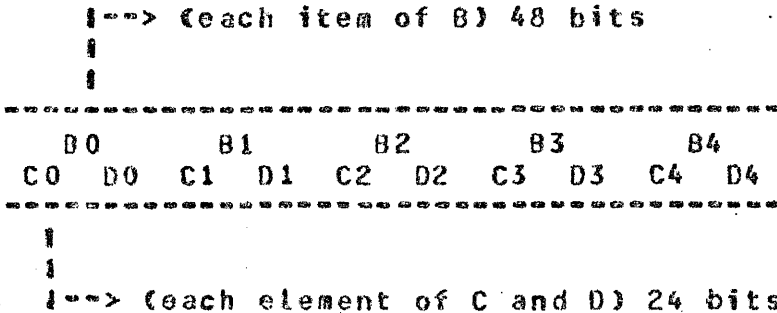 |--> (each item of B) 48 bits
|
|
-------------------------------------------------
B0 B1 B2 B3 B4
C0 D0 C1 D1 C2 D2 C3 D3 C4 D4
-------------------------------------------------
|
|
|--> (each element of C and D) 24 bits